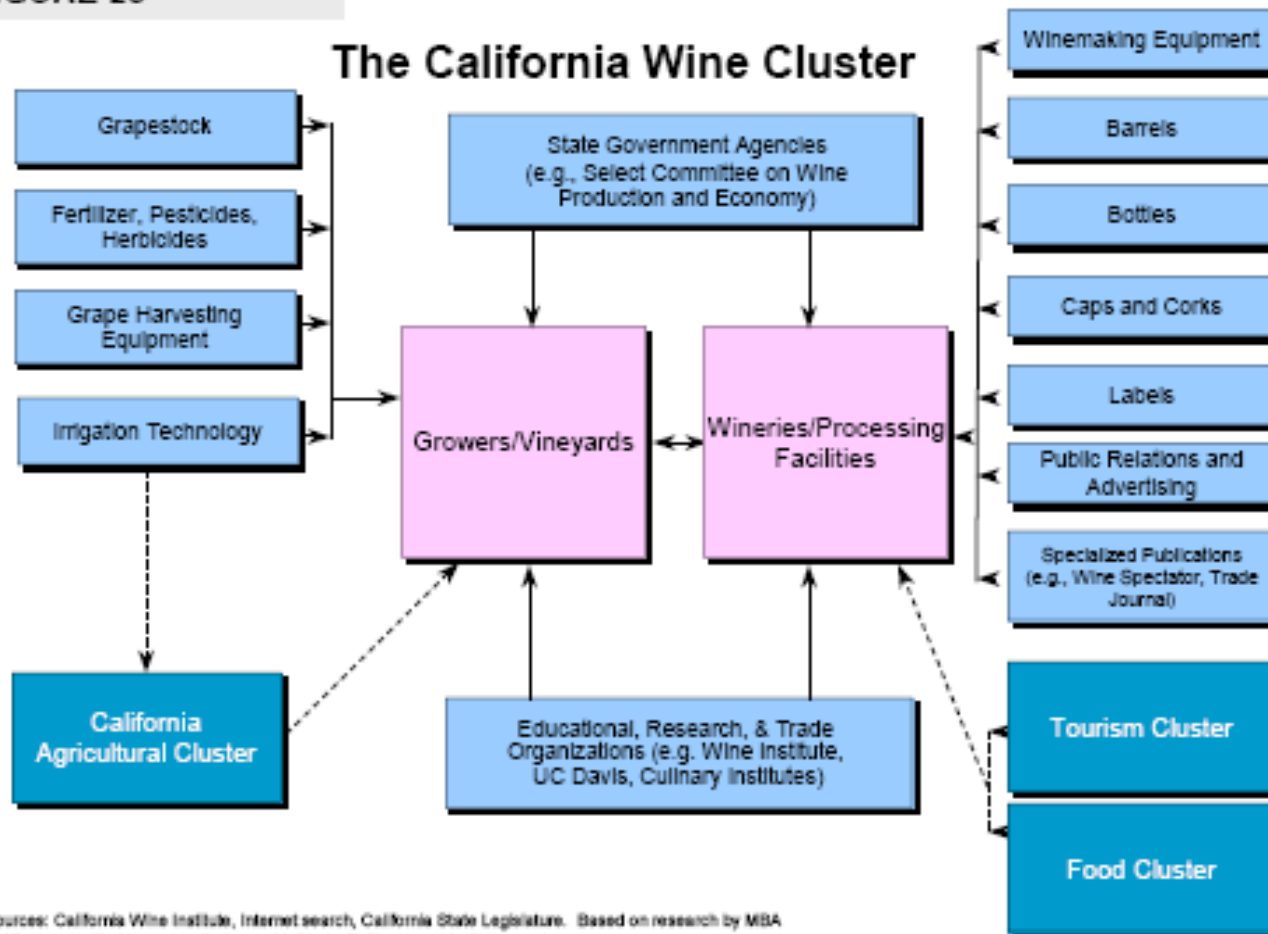 The California Wine Cluster
Grapestock
Fertilizer, Pesticides,
Herbicides
Grape Harvesting
Equipment
Irrigation Technology
State Government Agencies
(e.g., Select Committee on Wine
Production and Economy)
Growers/Vineyards
Wineries/Processing
Facilities
Winemaking Equipment
Barrels
Bottles
Caps and Corks
Labels
Public Relations and
Advertising
Specialized Publications
(e.g., Wine Spectator, Trade
Journal)
California
Agricultural Cluster
Educational, Research, & Trade
Organizations (e.g. Wine Institute,
UC Davis, Culinary Institutes)
Tourism Cluster
Food Cluster
ources: California Wine Institute, Internet search, California State Legislature. Based on research by MBA